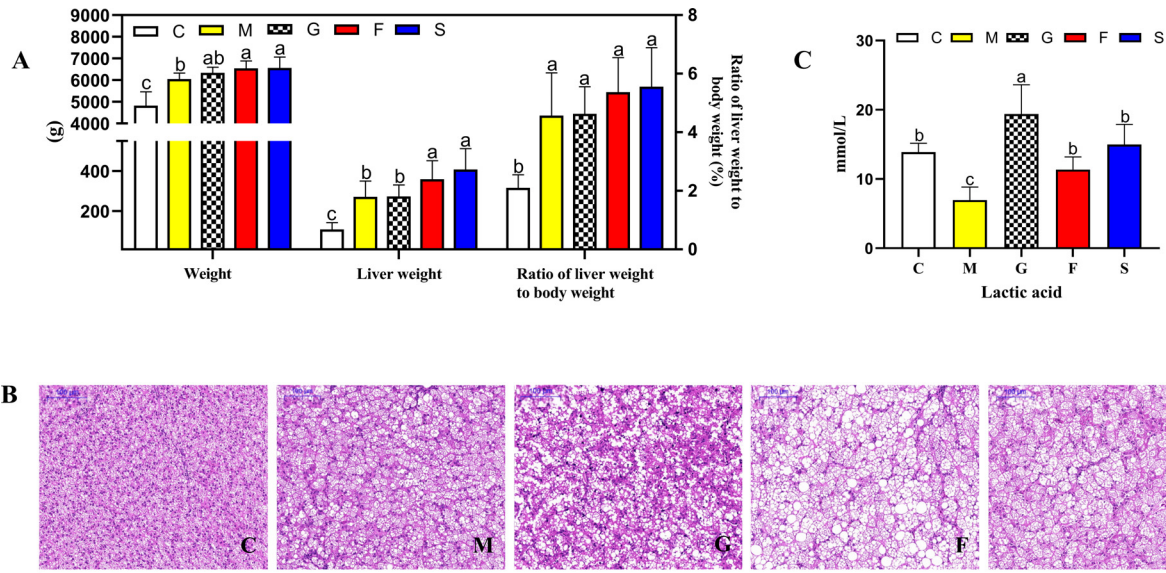 A
C M G F S
9000
8000
7000
6000
5000
4000
400
200
(g)
c b ab a a
c b b a a
b a a a a
8
6
4
2
0
Ratio of liver weight to
body weight (%)
Weight
Liver weight
Ratio of liver weight
to body weight
C
C M G F S
30
20
10
0
mmol/L
b c a b b
C M G F S
Lactic acid
B
C
M
G
F